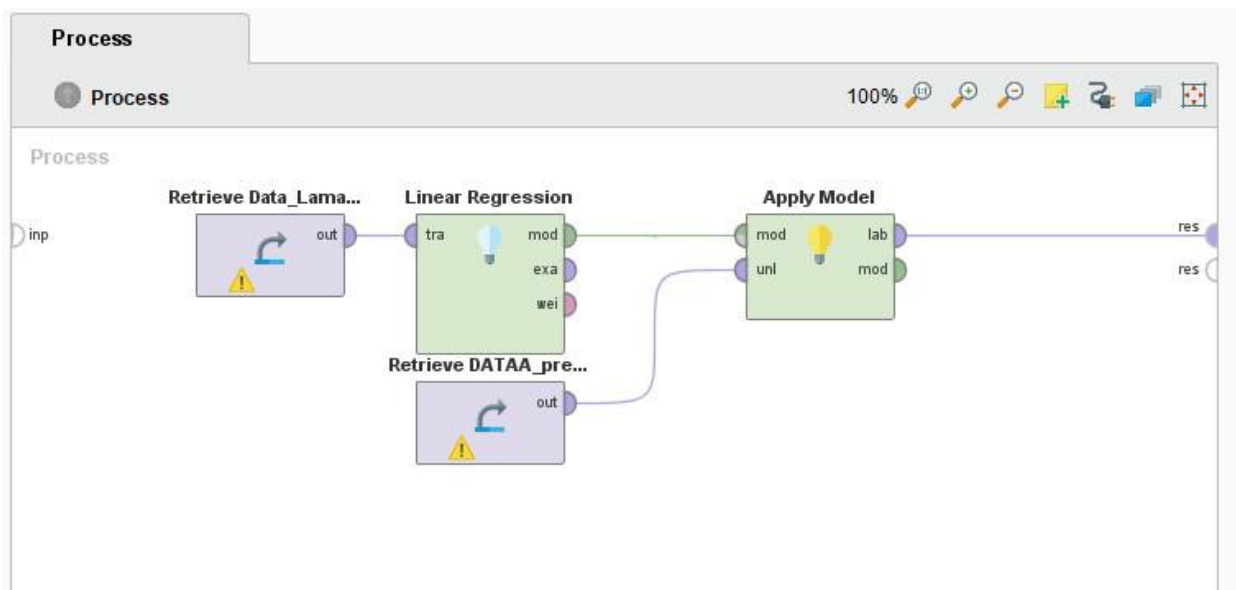 Process
Process
100%
Process
Retrieve Data_Lama...
Linear Regression
Apply Model
inp
out
tra
mod
mod
lab
res
exa
unl
mod
res
wei
Retrieve DATAA_pre...
out